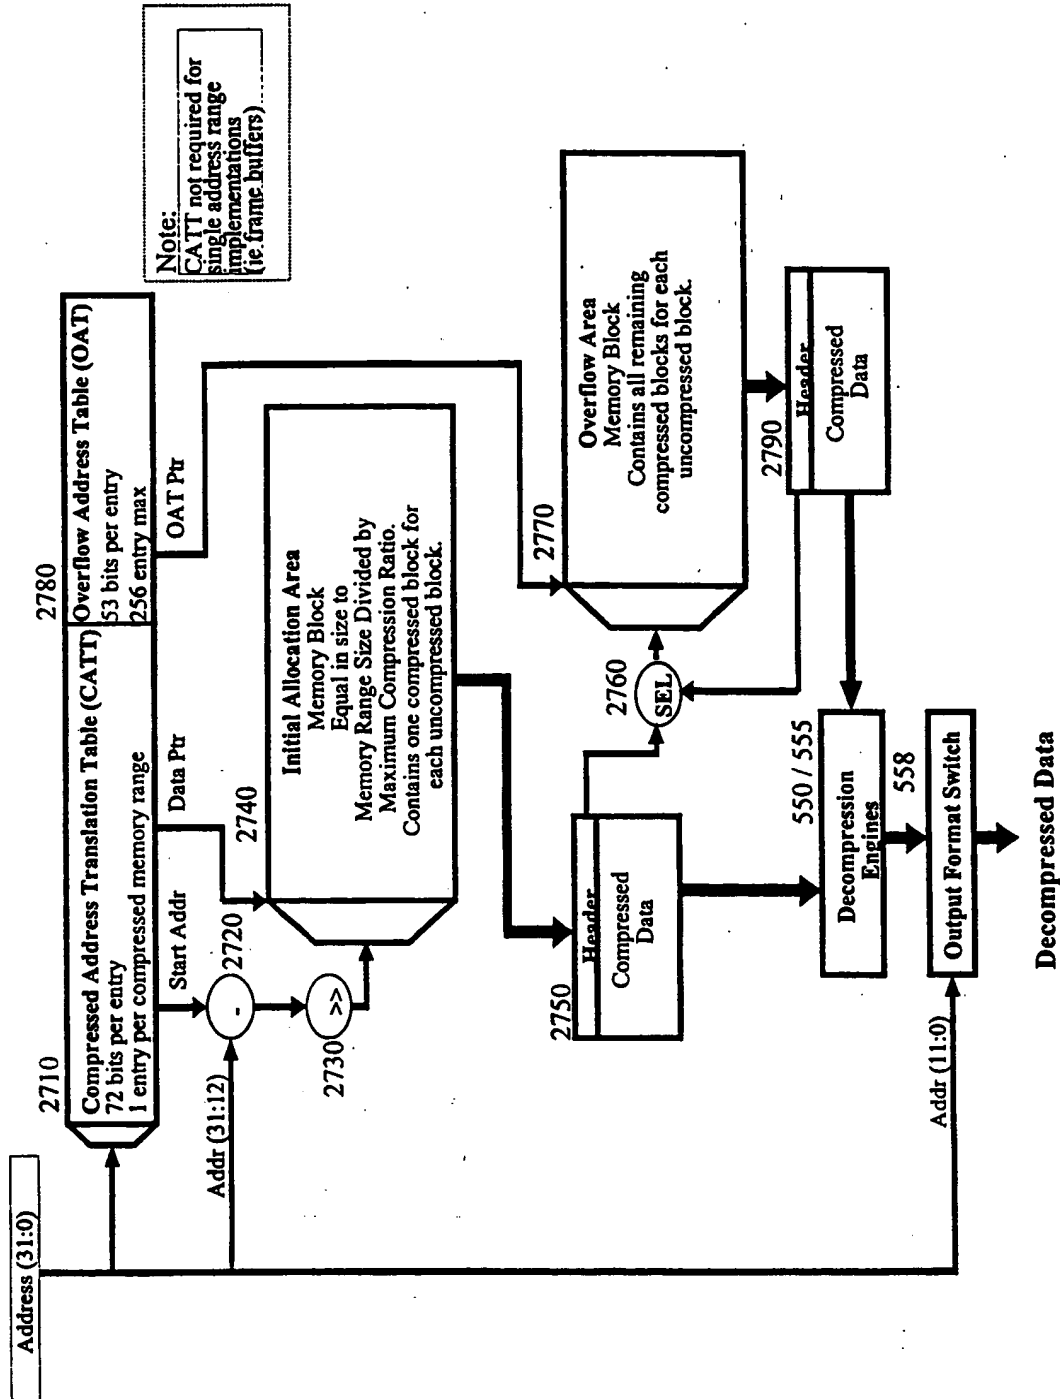 Address (31:0)
2710
Compressed Address Translation Table (CATT)
72 bits per entry
1 entry per compressed memory range
2780
Overflow Address Table (OAT)
53 bits per entry
256 entry max
Note:
CATT not required for
single address range
implementations
(ie frame buffers)
Start Addr
Data Ptr
OAT Ptr
Addr (31:12)
-
2720
>>
2730
2740
Initial Allocation Area
Memory Block
Equal in size to
Memory Range Size Divided by
Maximum Compression Ratio.
Contains one compressed block for
each uncompressed block.
2770
Overflow Area
Memory Block
Contains all remaining
compressed blocks for each
uncompressed block.
2760
SEL
2750
Header
Compressed
Data
2790
Header
Compressed
Data
550 / 555
Decompression
Engines
558
Output Format Switch
Addr (11:0)
Decompressed Data